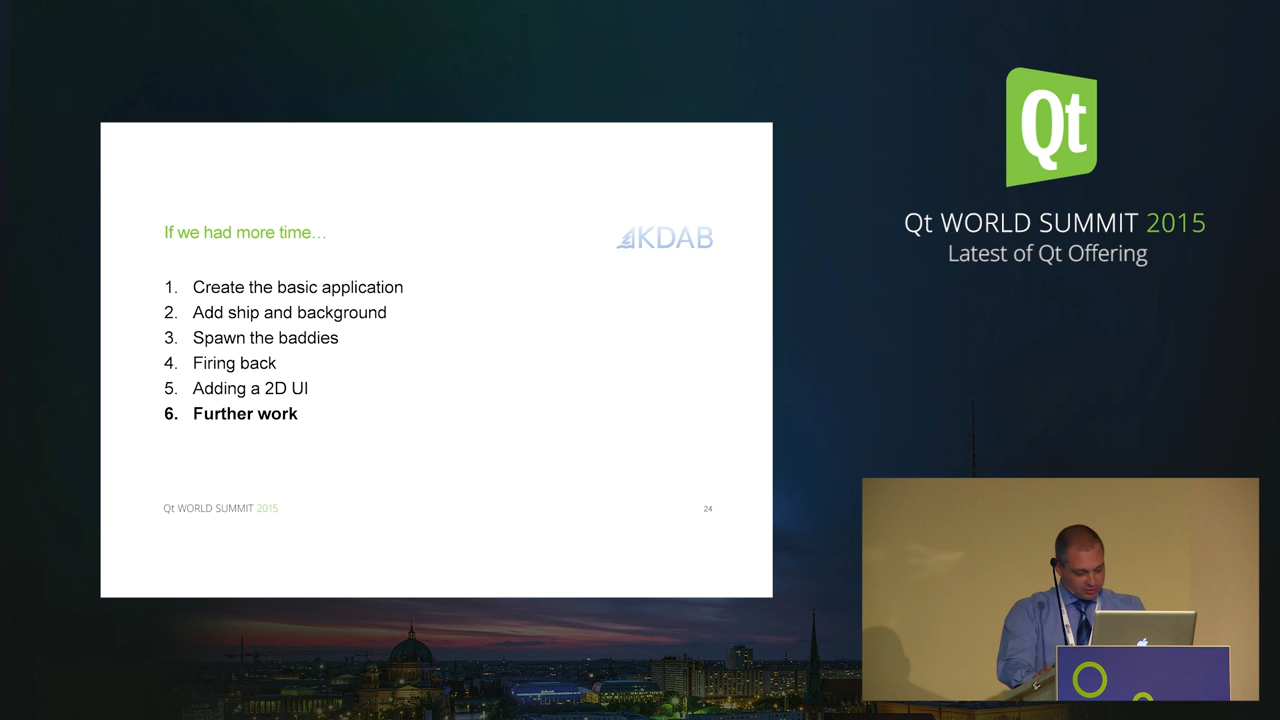 If we had more time…
KDAB
1. Create the basic application
2. Add ship and background
3. Spawn the baddies
4. Firing back
5. Adding a 2D UI
6. Further work
Qt WORLD SUMMIT 2015
24
Qt
Qt WORLD SUMMIT 2015
Latest of Qt Offering